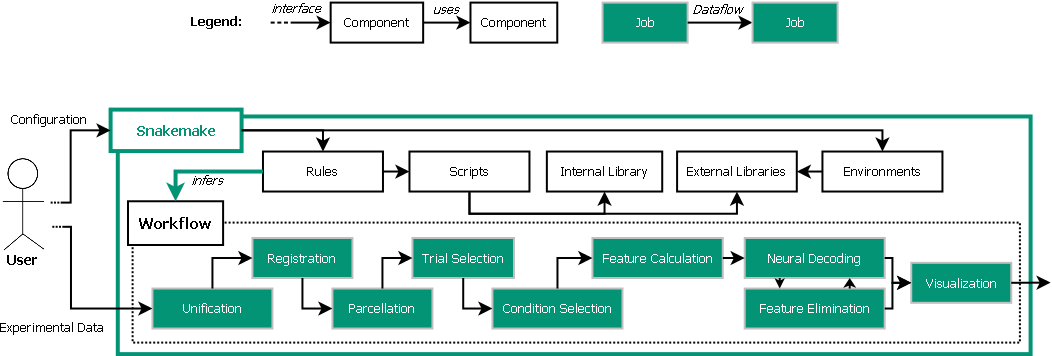 Legend:
interface
Component
uses
Component
Job
Dataflow
Job
Configuration
Snakemake
Rules
Scripts
Internal Library
External Libraries
Environments
infers
Workflow
User
Registration
Trial Selection
Feature Calculation
Neural Decoding
Visualization
Unification
Parcellation
Condition Selection
Feature Elimination
Experimental Data